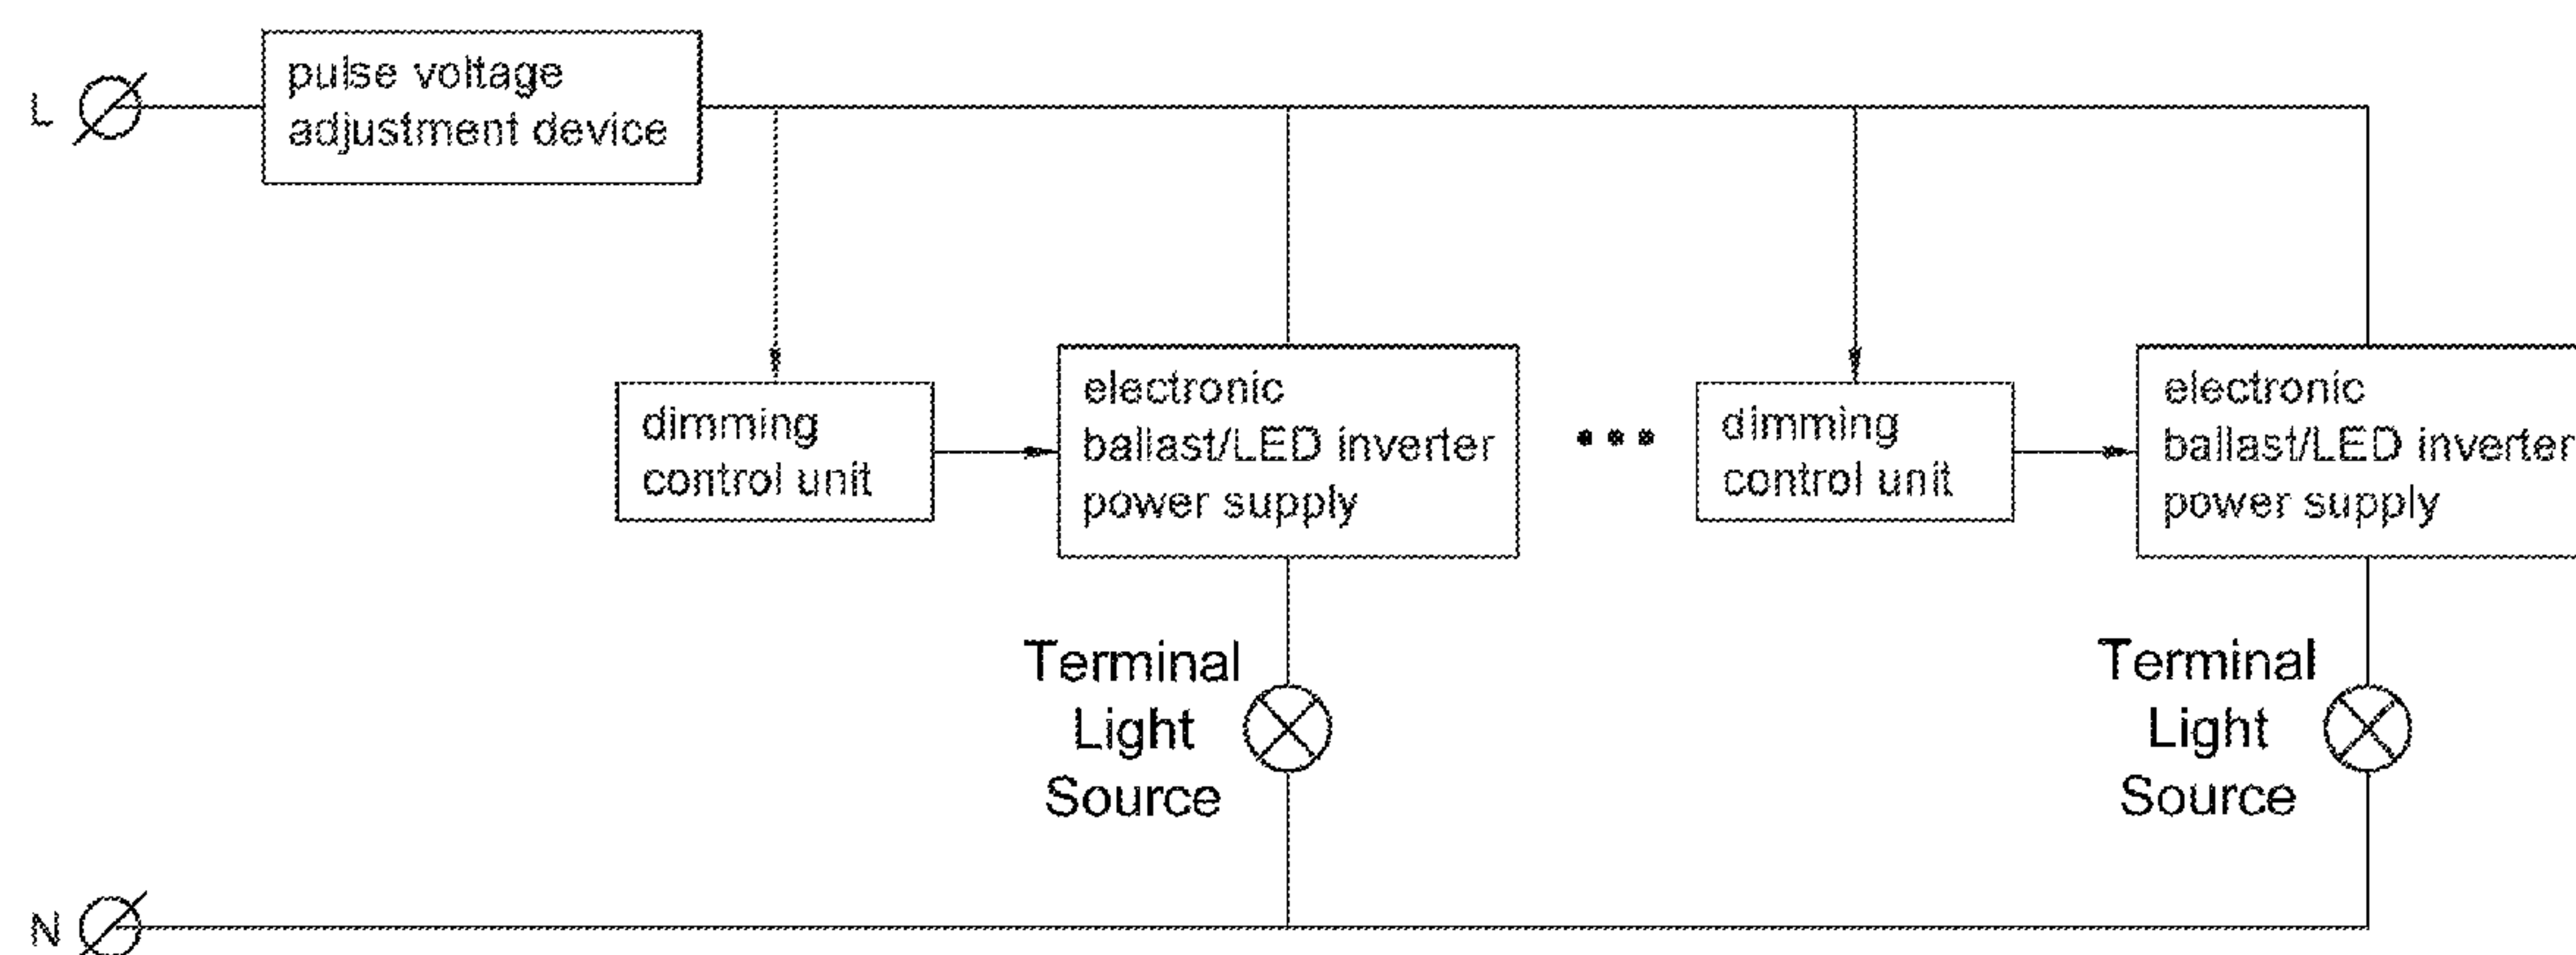 L
pulse voltage
adjustment device
dimming
control unit
electronic
ballast/LED inverter
power supply
•••
dimming
control unit
electronic
ballast/LED inverter
power supply
Terminal
Light
Source
Terminal
Light
Source
N